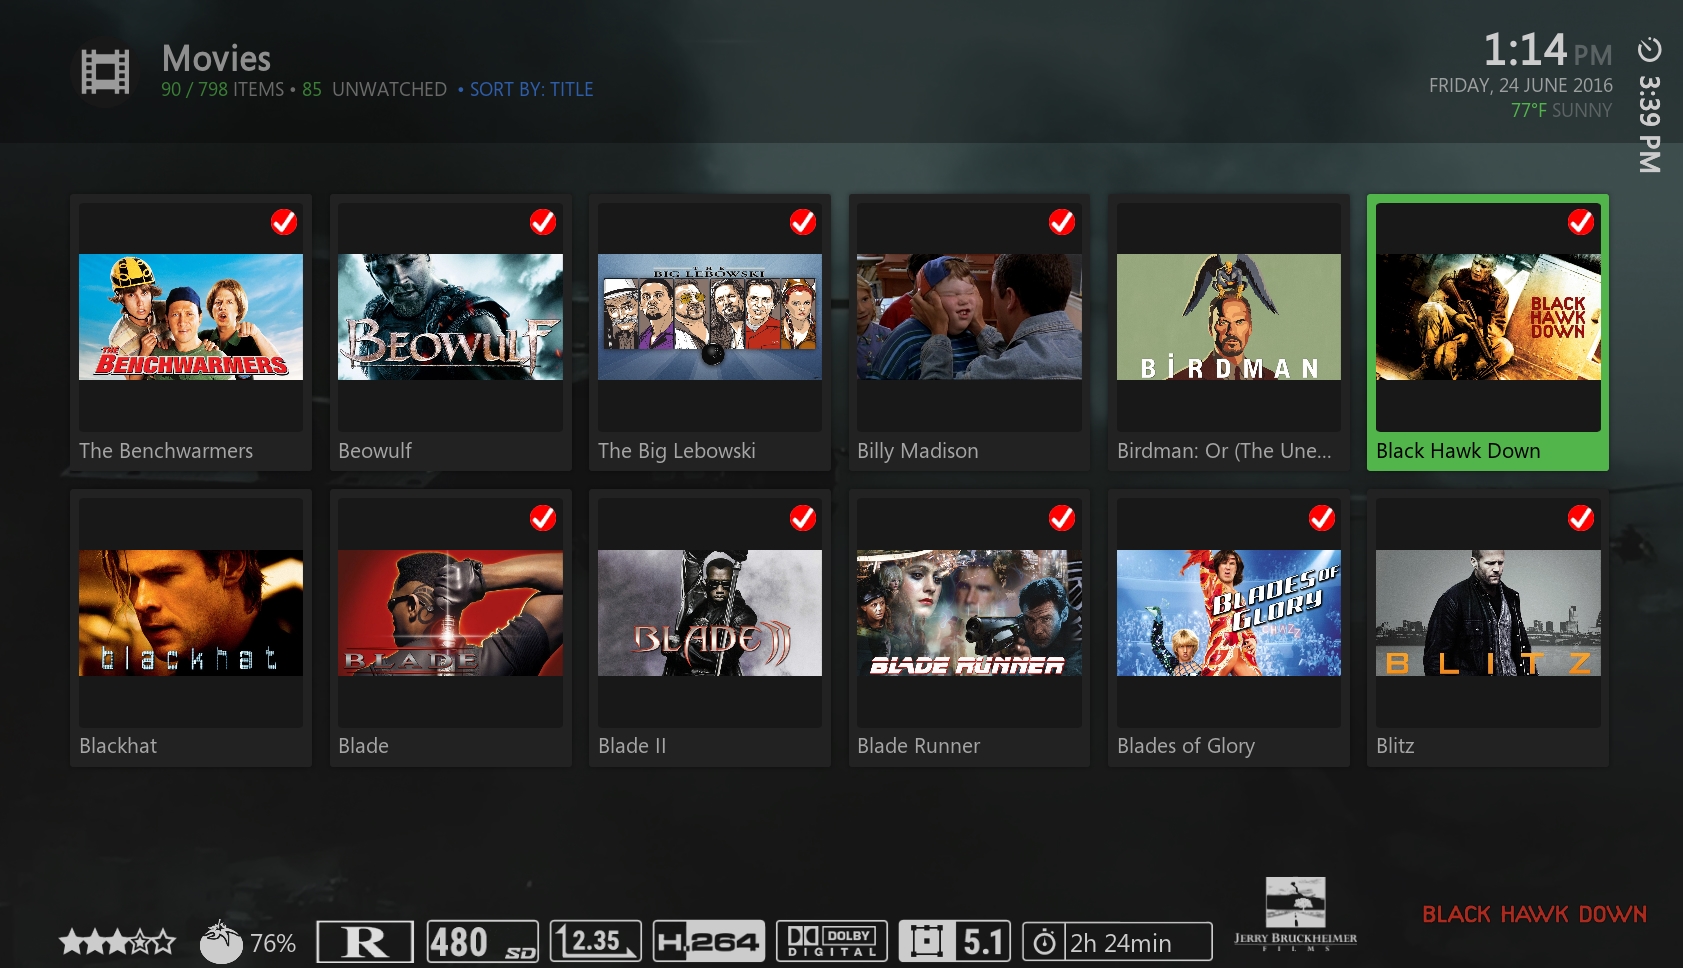 Movies
90 / 798 ITEMS • 85 UNWATCHED • SORT BY: TITLE
1:14 PM
FRIDAY, 24 JUNE 2016
77°F SUNNY
3:39 PM
THE BENCHWARMERS
BEOWULF
THE BIG LEBOWSKI
BiRDMAN
BLACK HAWK DOWN
The Benchwarmers
Beowulf
The Big Lebowski
Billy Madison
Birdman: Or (The Une...
Black Hawk Down
blackhat
BLADE
BLADE II
BLADE RUNNER
BLADES OF GLORY
BLITZ
Blackhat
Blade
Blade II
Blade Runner
Blades of Glory
Blitz
76%
R
480 SD
2.35
H.264
DOLBY DIGITAL
5.1
2h 24min
JERRY BRUCKHEIMER FILMS
BLACK HAWK DOWN